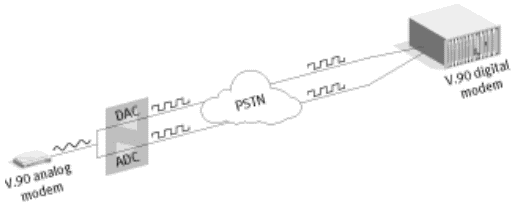 PSTN
V.90 digital
modem
DAC
ADC
V.90 analog
modem